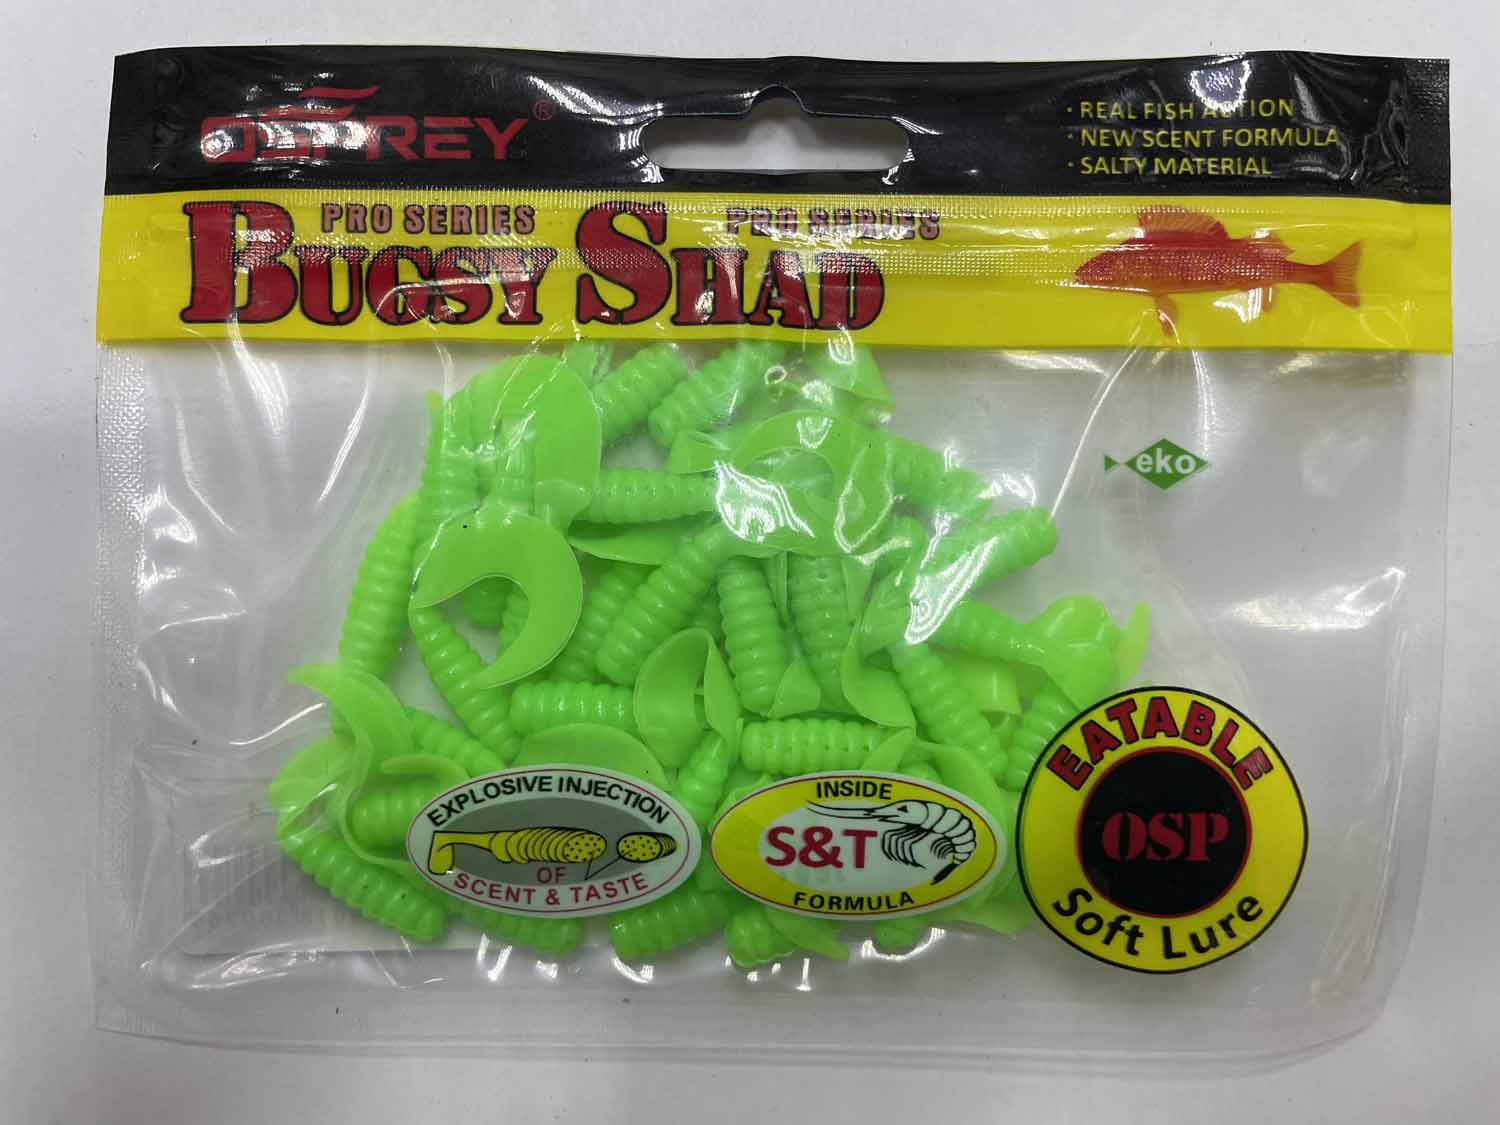 OSPREY®
· REAL FISH ACTION
· NEW SCENT FORMULA
· SALTY MATERIAL
PRO SERIES PRO SERIES
BUGSY SHAD
eko
EXPLOSIVE INJECTION
OF
SCENT & TASTE
INSIDE
S&T
FORMULA
EATABLE
OSP
Soft Lure